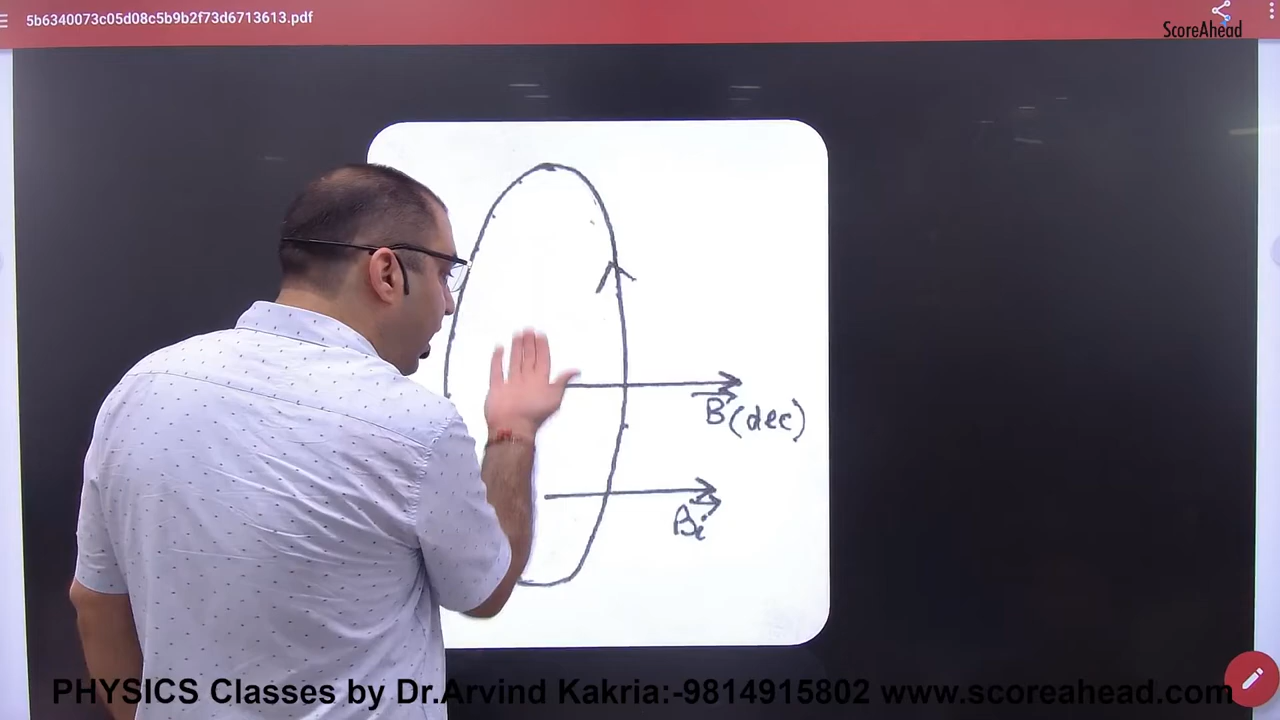 5b6340073c05d08c5b9b2f73d6713613.pdf
ScoreAhead
B (dec)
Bi
PHYSICS Classes by Dr.Arvind Kakria:-9814915802 www.scoreahead.com